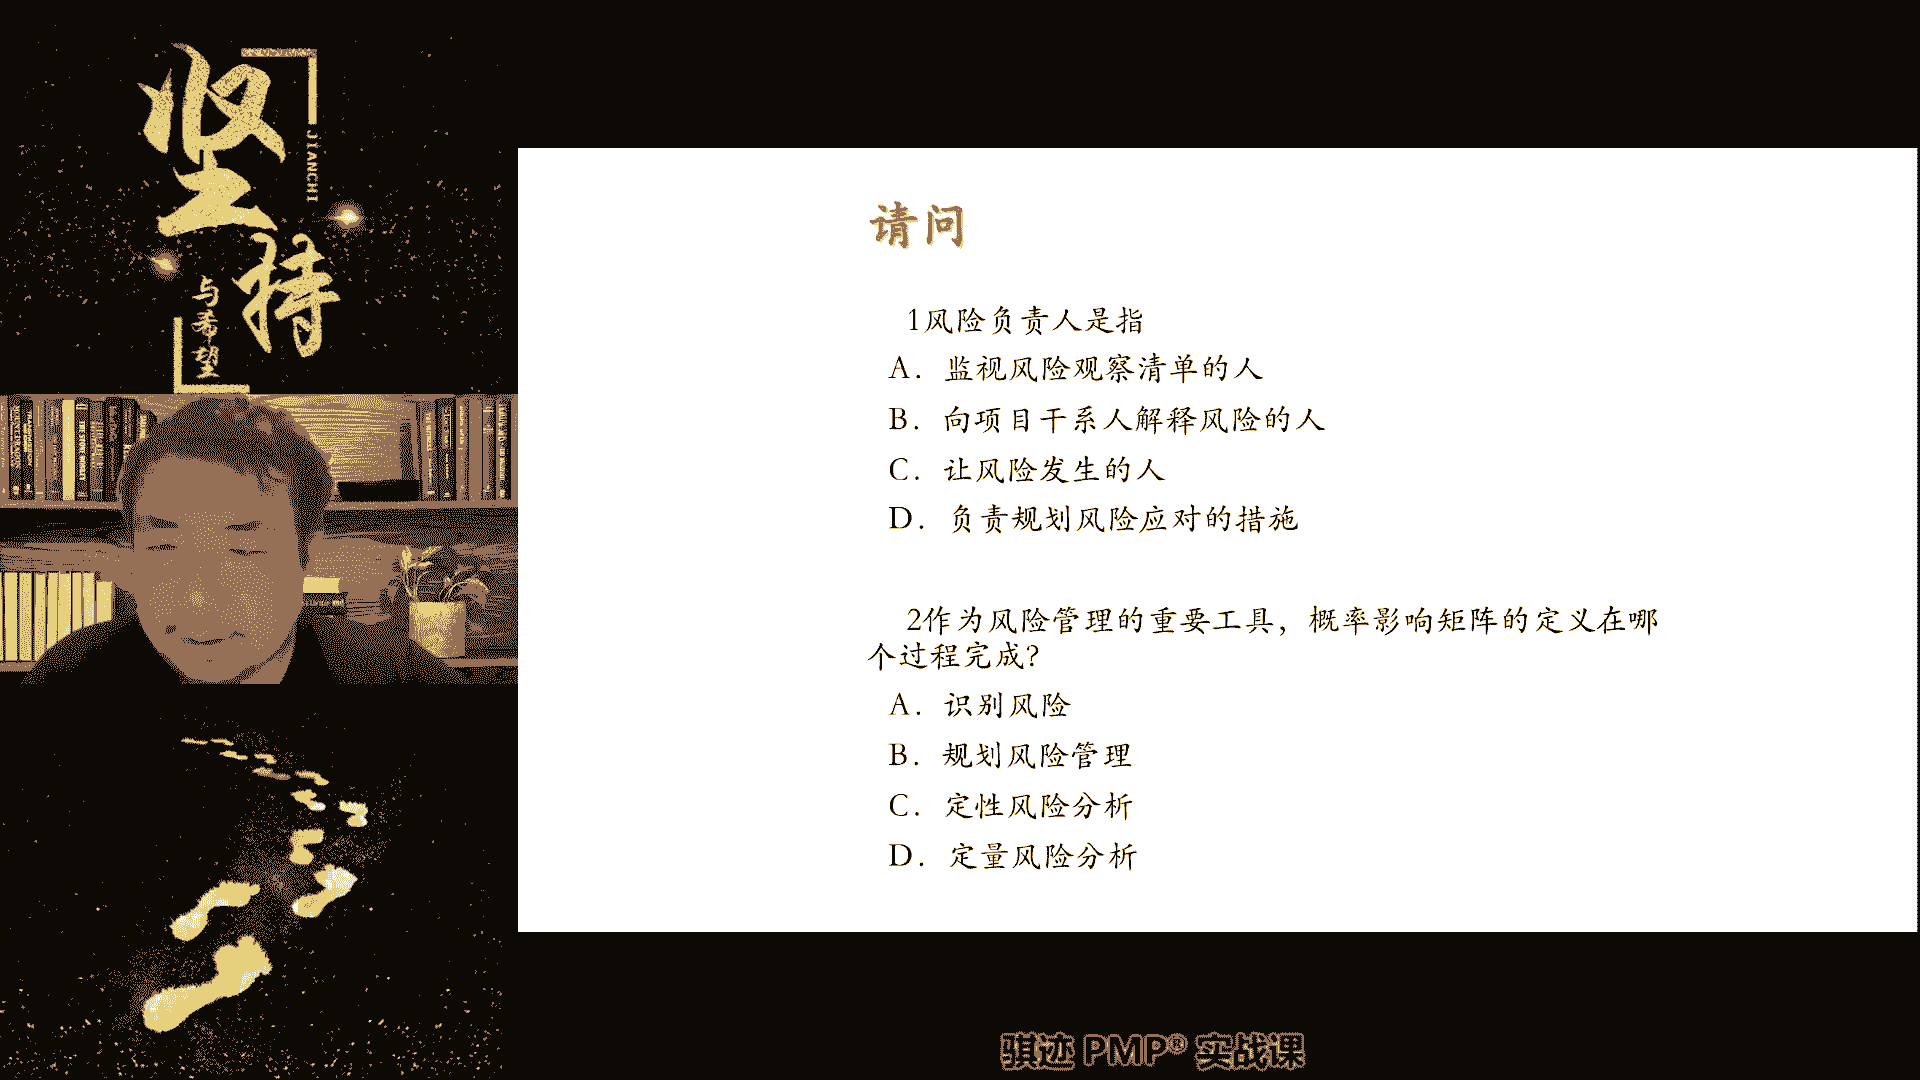 坚持
JIANCHI
与希望
请问
1风险负责人是指
A. 监视风险观察清单的人
B. 向项目干系人解释风险的人
C. 让风险发生的人
D. 负责规划风险应对的措施
2作为风险管理的重要工具，概率影响矩阵的定义在哪
个过程完成？
A. 识别风险
B. 规划风险管理
C. 定性风险分析
D. 定量风险分析
骐迹 PMP® 实战课